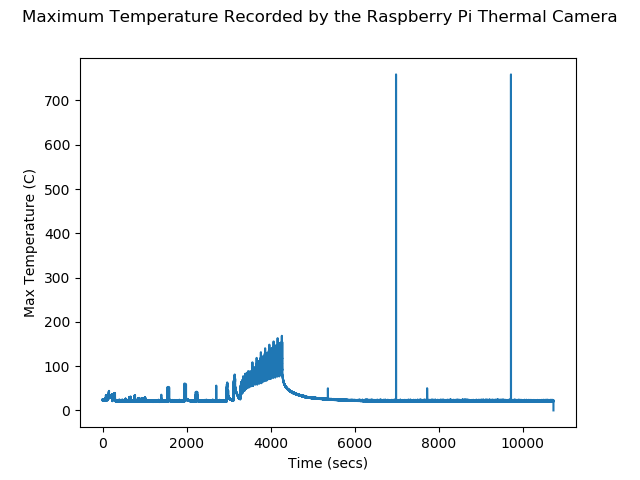 Maximum Temperature Recorded by the Raspberry Pi Thermal Camera
Max Temperature (C)
700
600
500
400
300
200
100
0
0 2000 4000 6000 8000 10000
Time (secs)